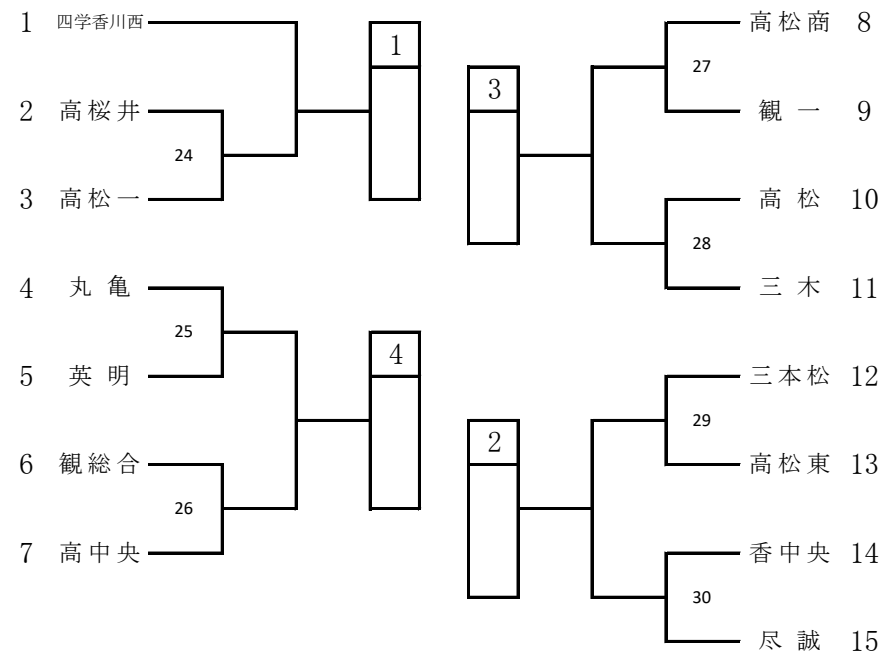 1 四学香川西
2 高桜井
24
3 高松一
4 丸亀
25
5 英明
6 観総合
26
7 高中央
1
4
3
2
高松商 8
27
観一 9
高松 10
28
三木 11
三本松 12
29
高松東 13
香中央 14
30
尽誠 15